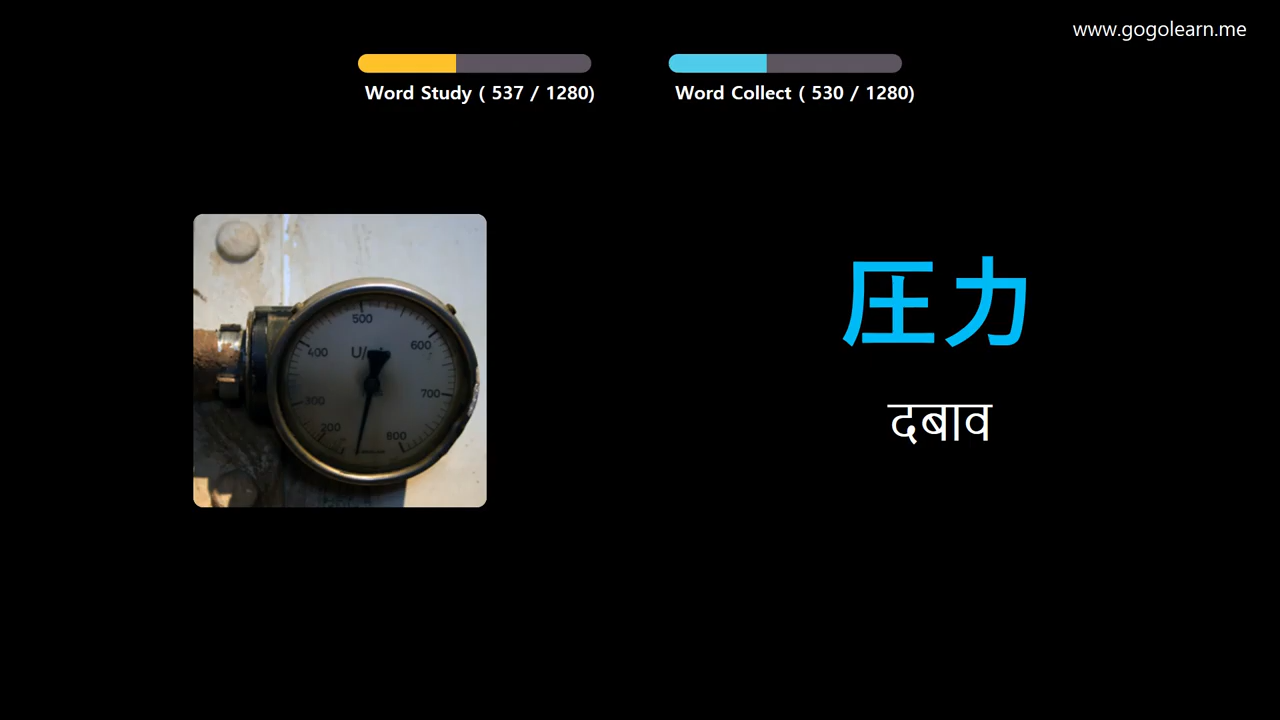 www.gogolearn.me
Word Study ( 537 / 1280)
Word Collect ( 530 / 1280)
500
400
600
300
700
200
800
圧力
दबाव